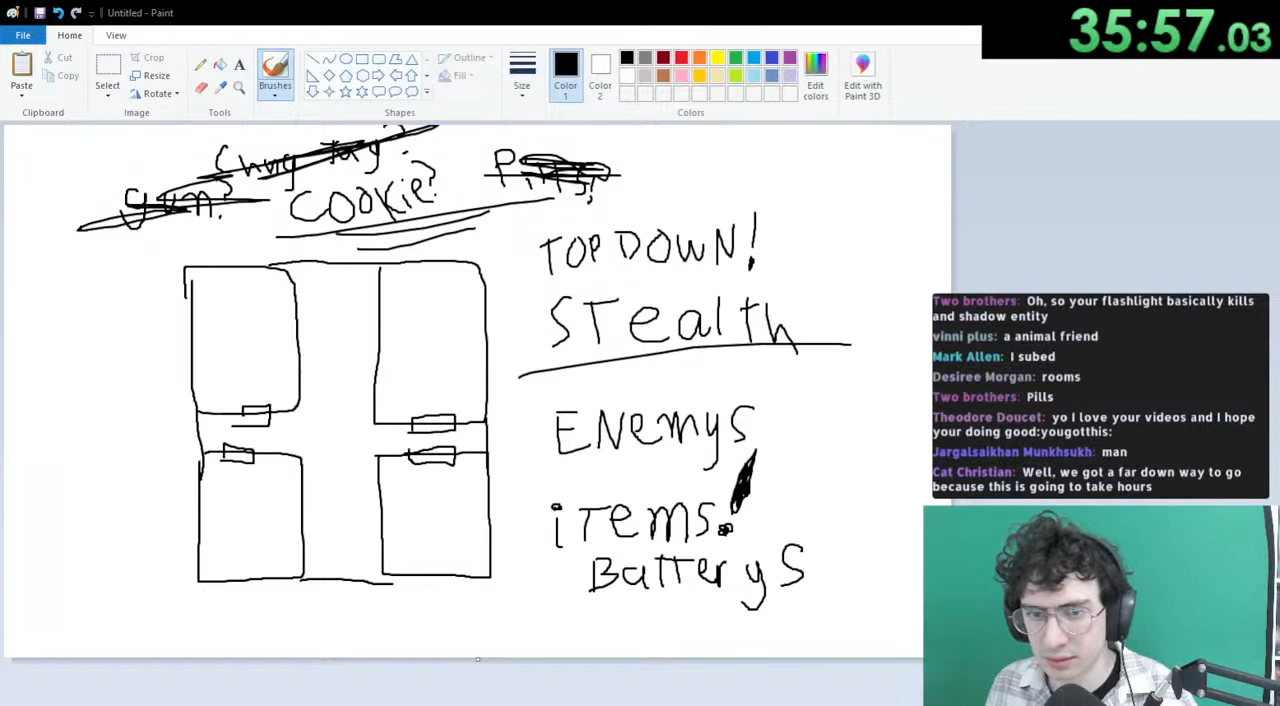 Untitled - Paint
35:57.03
File
Home
View
Paste
Cut
Copy
Clipboard
Select
Crop
Resize
Rotate
Image
Tools
Brushes
Shapes
Outline
Fill
Size
Color 1
Color 2
Colors
Edit colors
Edit with Paint 3D
Chug
gum?
COOKie?
TOPDOWN!
STealth
ENemyS
iTems!
BaTTeryS
Two brothers: Oh, so your flashlight basically kills
and shadow entity
vinni plus: a animal friend
Mark Allen: I subed
Desiree Morgan: rooms
Two brothers: Pills
Theodore Doucet: yo I love your videos and I hope
your doing good:yougotthis:
Jargalsaikhan Munkhsukh: man
Cat Christian: Well, we got a far down way to go
because this is going to take hours